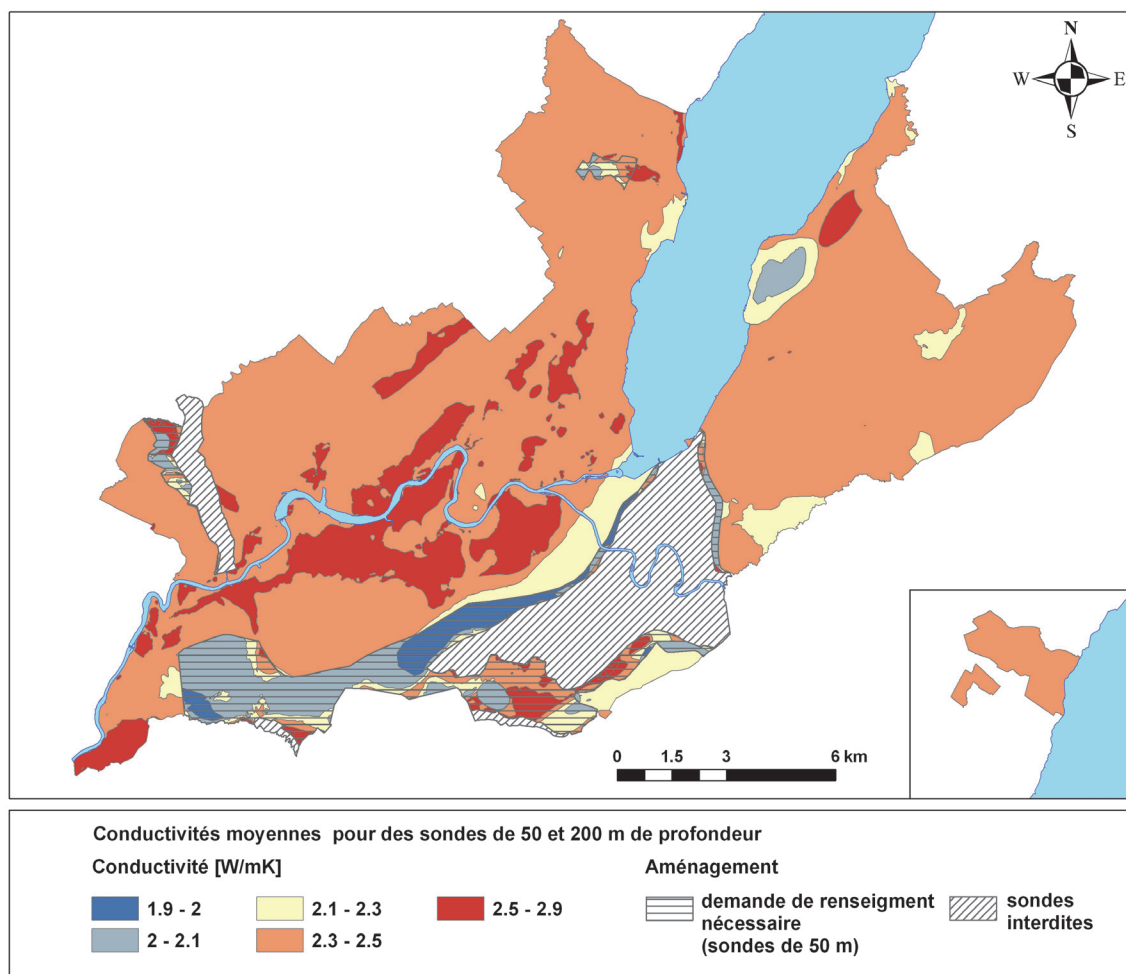 N
W E
S
0 1.5 3 6 km
Conductivités moyennes pour des sondes de 50 et 200 m de profondeur
Conductivité [W/mK]
Aménagement
1.9 - 2
2.1 - 2.3
2.5 - 2.9
2 - 2.1
2.3 - 2.5
demande de renseigment
nécessaire
(sondes de 50 m)
sondes
interdites